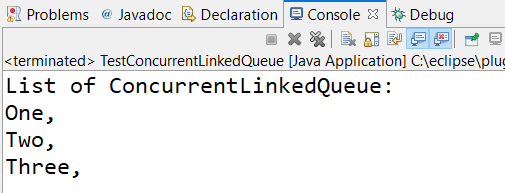 Problems @ Javadoc Declaration Console Debug
<terminated> TestConcurrentLinkedQueue [Java Application] C:\eclipse\plug
List of ConcurrentLinkedQueue:
One,
Two,
Three,